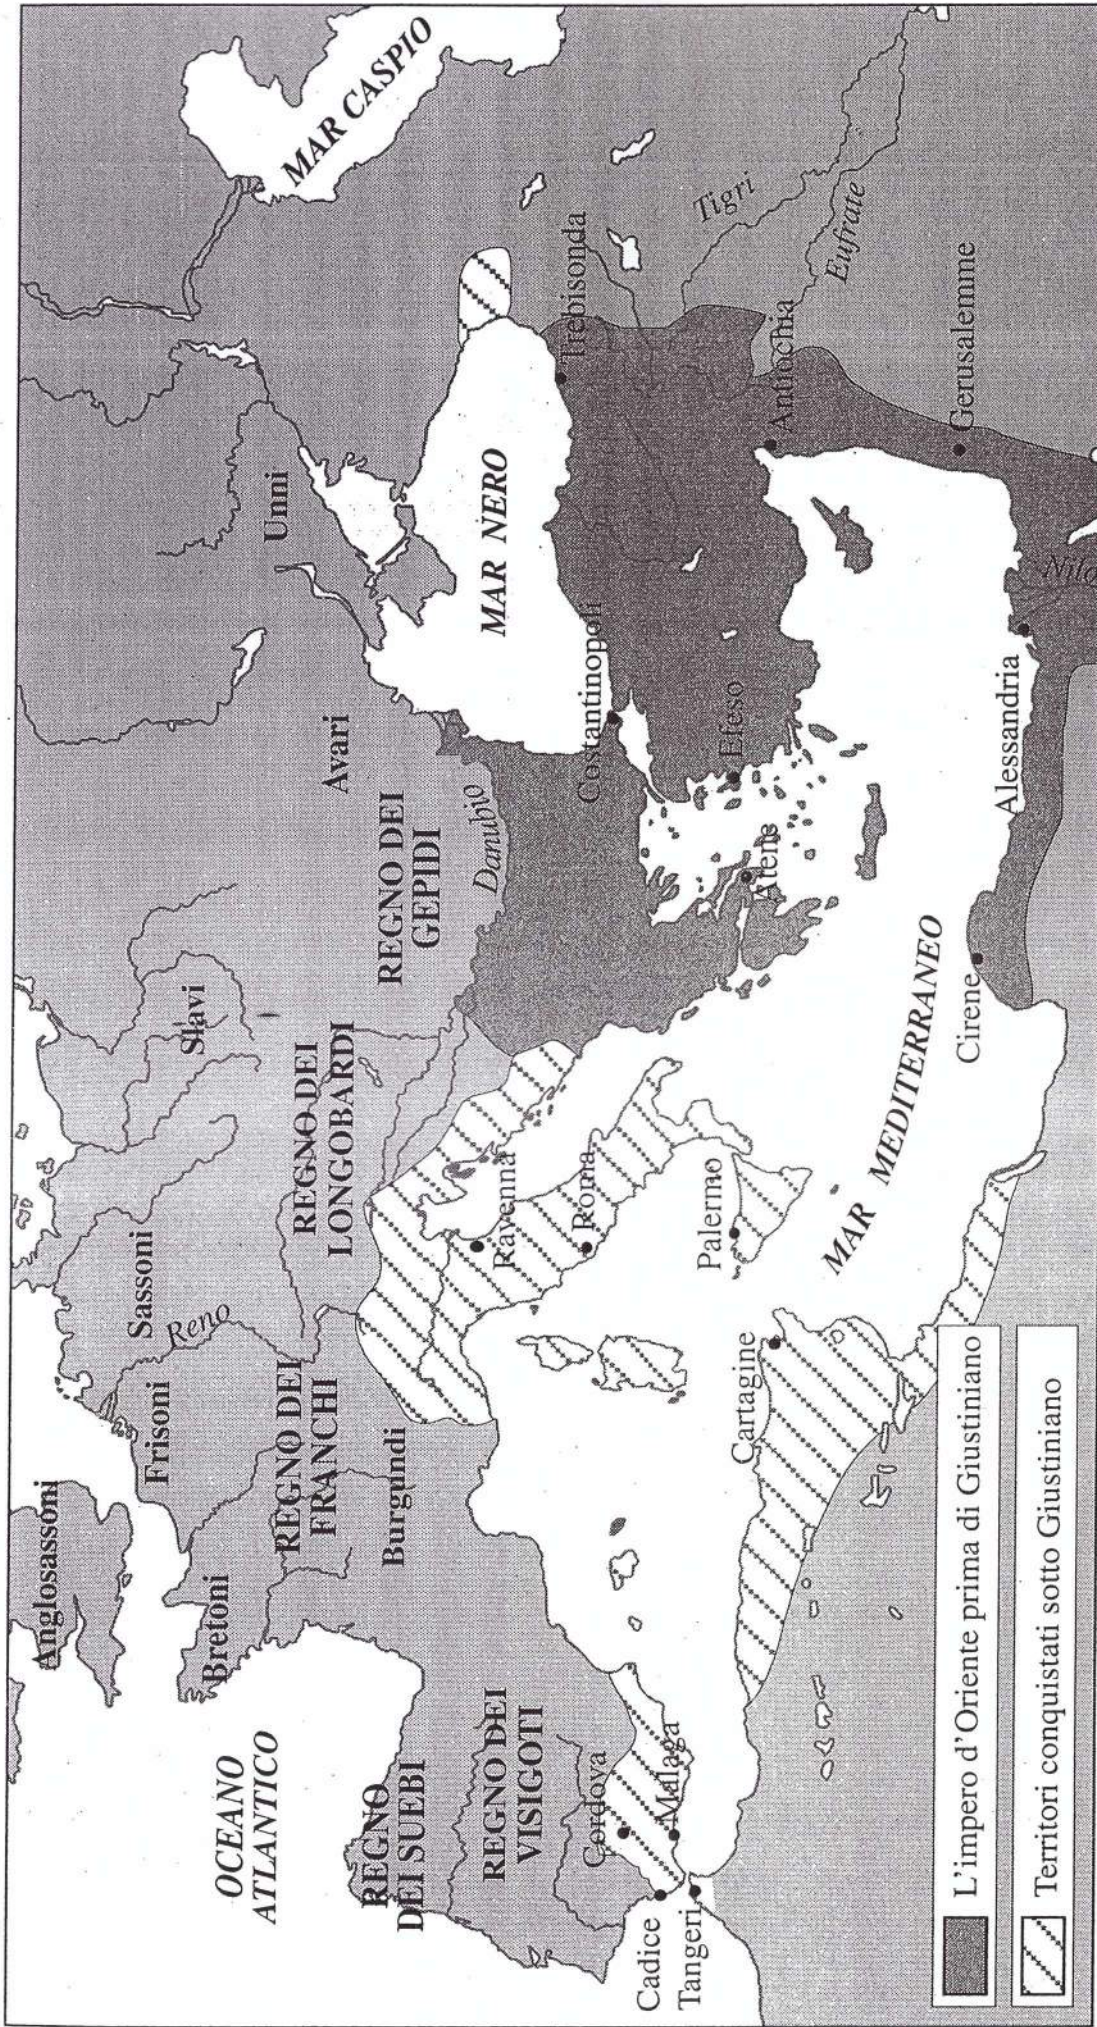 OCEANO
ATLANTICO
Anglosassoni
Bretoni
Frisoni
Sassoni
Reno
Slavi
REGNO DEI
FRANCHI
Burgundi
REGNO DEI
LONGOBARDI
REGNO DEI
GEPIDI
Avari
Danubio
Unni
MAR CASPIO
MAR NERO
REGNO
DEI SUEBI
REGNO DEI
VISIGOTI
Cordova
Malaga
Cadice
Tangeri
Ravenna
Roma
Palermo
Cartagine
MAR MEDITERRANEO
Costantinopoli
Efeso
Atene
Trebisonda
Tigri
Eufrate
Antiochia
Gerusalemme
Cirene
Alessandria
Nilo
L'impero d'Oriente prima di Giustiniano
Territori conquistati sotto Giustiniano